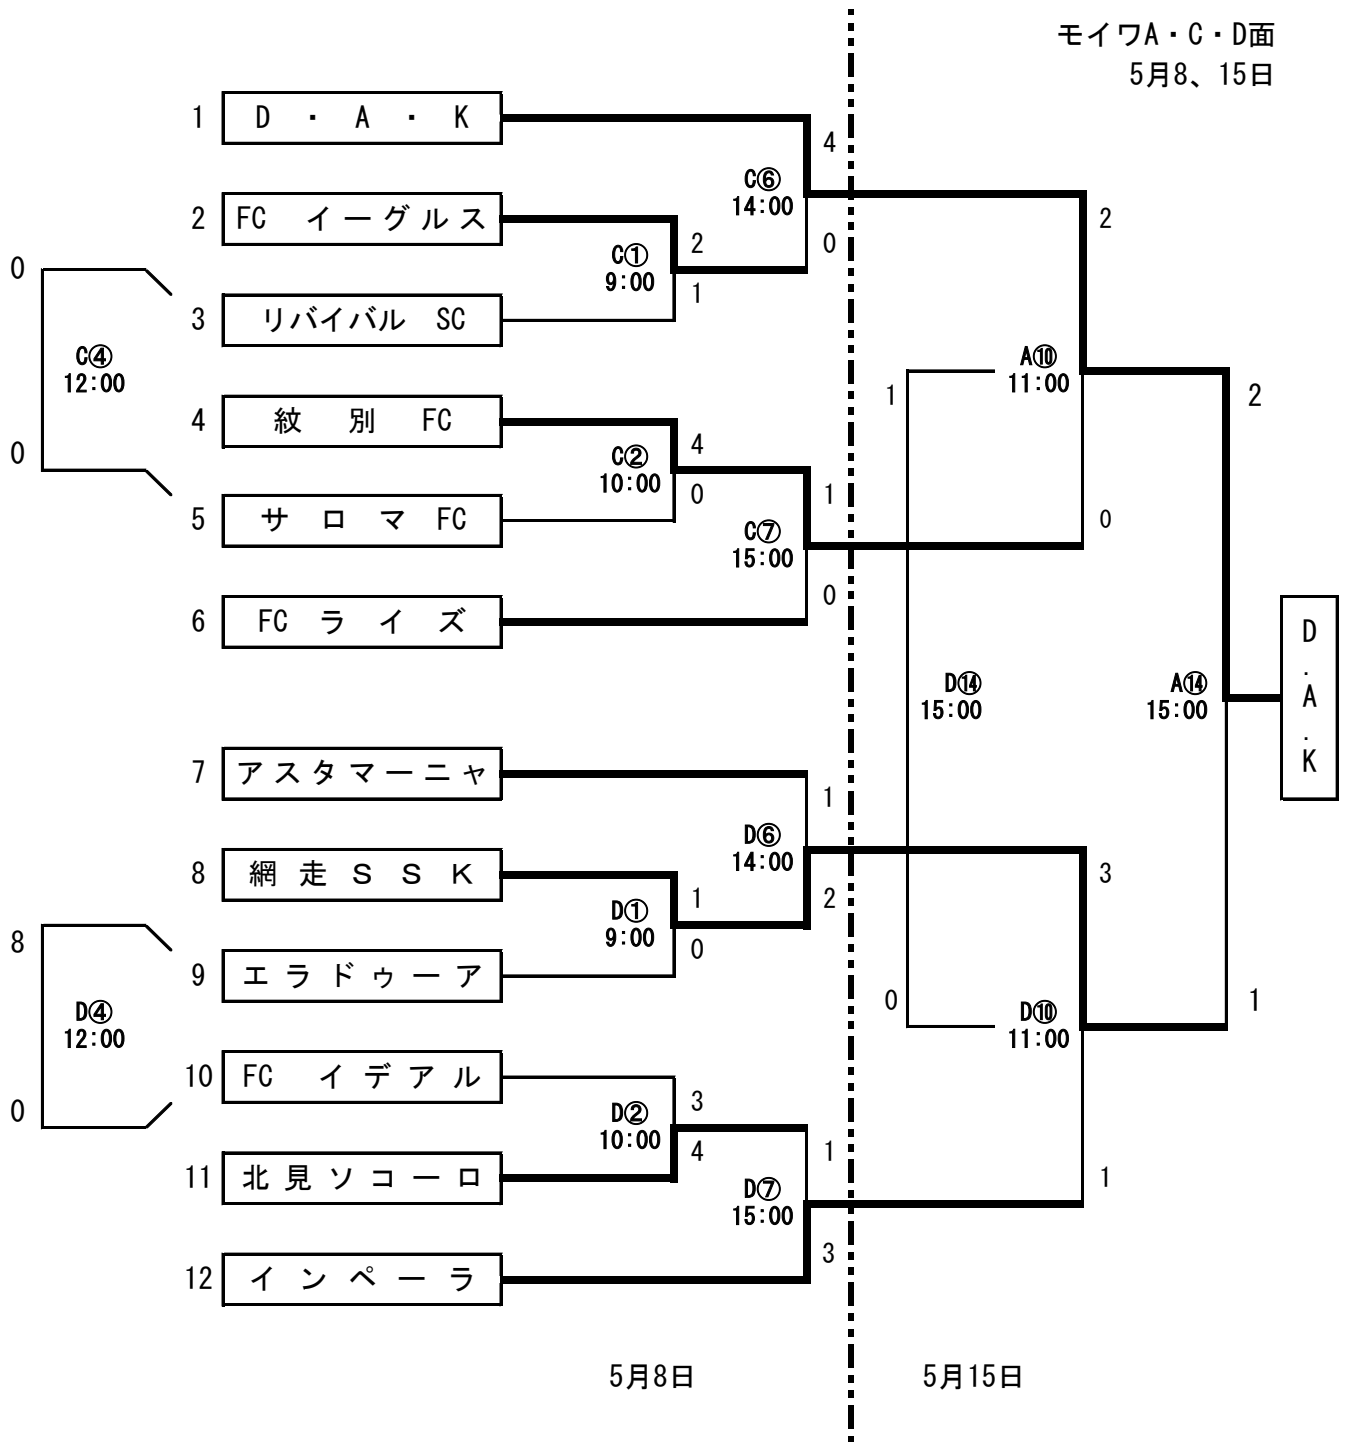 モイワA・C・D面
5月8、15日
1 D ・ A ・ K
4
C⑥
14:00
2 FC イーグルス
2
2
0
C①
9:00
0
1
3 リバイバル SC
C④
12:00
A⑩
11:00
1
2
4 紋別 FC
4
C②
10:00
0
0
1
5 サロマ FC
0
C⑦
15:00
0
6 FC ライズ
D
.
A
.
K
D⑭
15:00
A⑭
15:00
7 アスタマーニャ
1
D⑥
14:00
8 網走SSK
3
1
2
D①
9:00
8
0
9 エラドゥーア
0
1
D④
12:00
D⑩
11:00
10 FC イデアル
3
0
D②
10:00
4
1
11 北見ソコーロ
1
D⑦
15:00
3
12 インペーラ
5月8日
5月15日